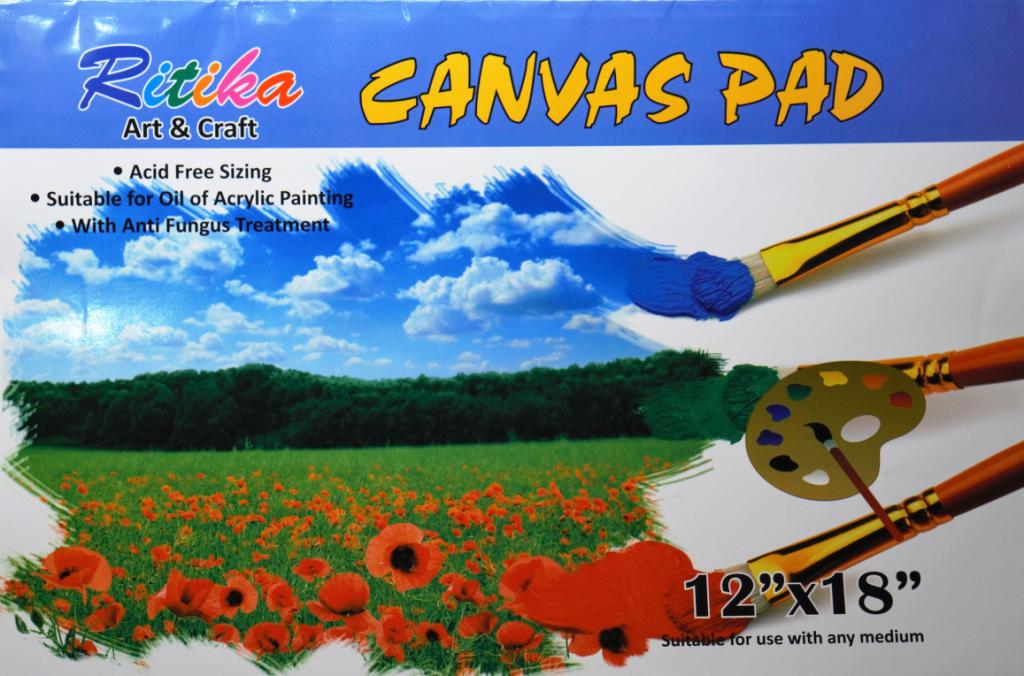 Ritika
Art & Craft
CANVAS PAD
• Acid Free Sizing
• Suitable for Oil of Acrylic Painting
• With Anti Fungus Treatment
12”x18”
Suitable for use with any medium